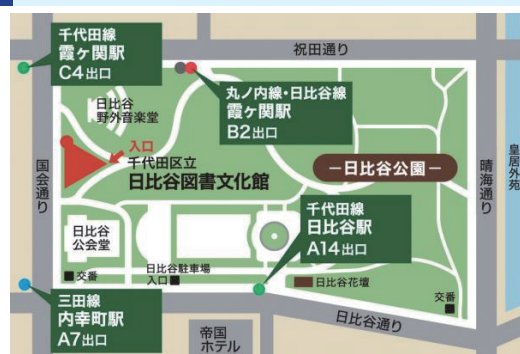 千代田線
霞ヶ関駅
C4出口
祝田通り
丸ノ内線・日比谷線
霞ヶ関駅
B2出口
日比谷
野外音楽堂
入口
千代田区立
日比谷図書文化館
ー日比谷公園ー
国会通り
晴海通り
皇居外苑
千代田線
日比谷駅
A14出口
日比谷
公会堂
交番
日比谷駐車場
入口
日比谷花壇
交番
三田線
内幸町駅
A7出口
帝国
ホテル
日比谷通り